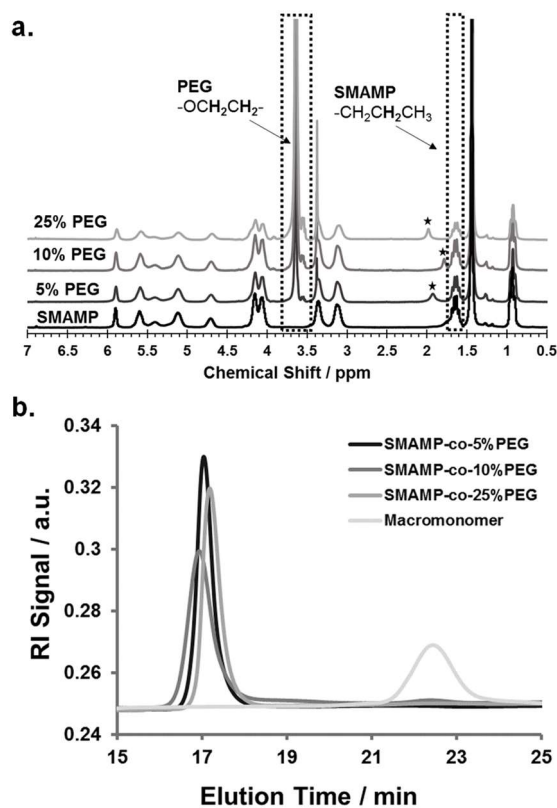 a.
PEG
-OCH2CH2-
SMAMP
-CH2CH2CH3
25% PEG
★
10% PEG
★
5% PEG
★
SMAMP
7 6.5 6 5.5 5 4.5 4 3.5 3 2.5 2 1.5 1 0.5
Chemical Shift / ppm
b.
0.34
SMAMP-co-5%PEG
SMAMP-co-10%PEG
SMAMP-co-25%PEG
Macromonomer
0.32
0.3
0.28
0.26
0.24
RI Signal / a.u.
15 17 19 21 23 25
Elution Time / min